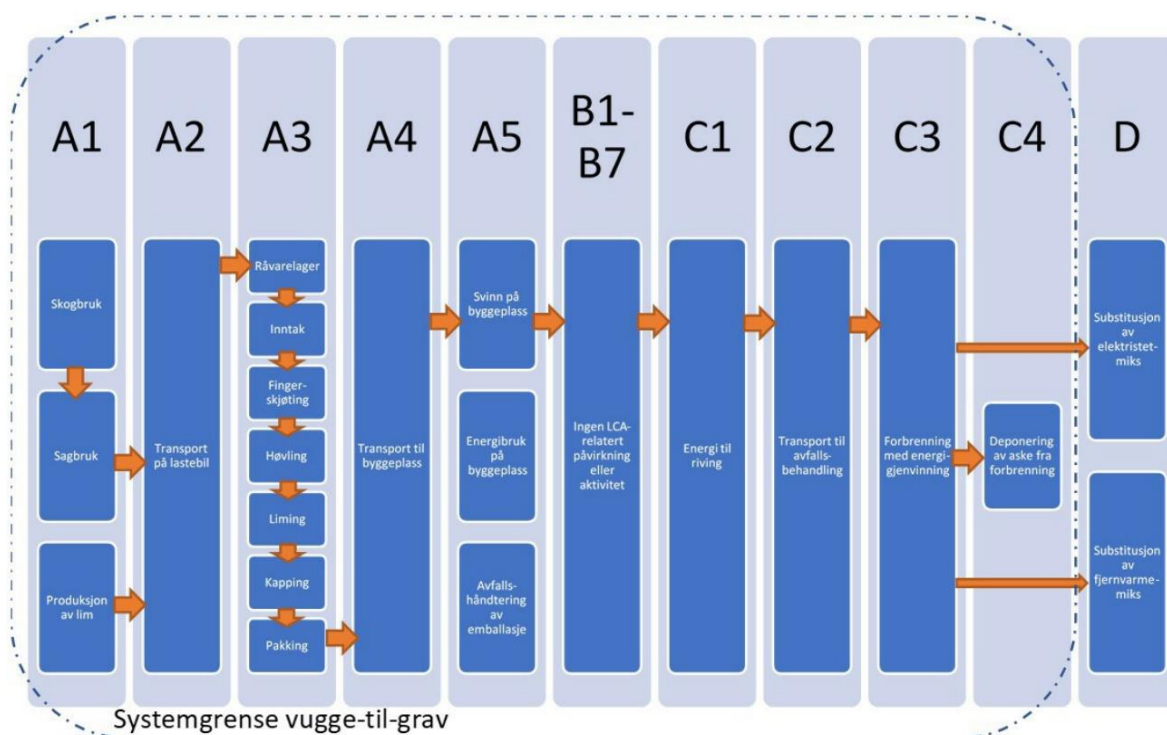 A1
A2
A3
A4
A5
B1-
B7
C1
C2
C3
C4
D
Skogbruk
Sagbruk
Produksjon
av lim
Transport
på lastebil
Råvarelager
Inntak
Finger-
skjøting
Høvling
Liming
Kapping
Pakking
Transport til
byggeplass
Svinn på
byggeplass
Energibruk
på
byggeplass
Avfalls-
håndtering
av
emballasje
Ingen LCA-
relatert
påvirkning
eller
aktivitet
Energi til
riving
Transport til
avfalls-
behandling
Forbrenning
med energi-
gjenvinning
Deponering
av aske fra
forbrenning
Substitusjon
av
elektristet-
miks
Substitusjon
av
fjernvarme-
miks
Systemgrense vugge-til-grav